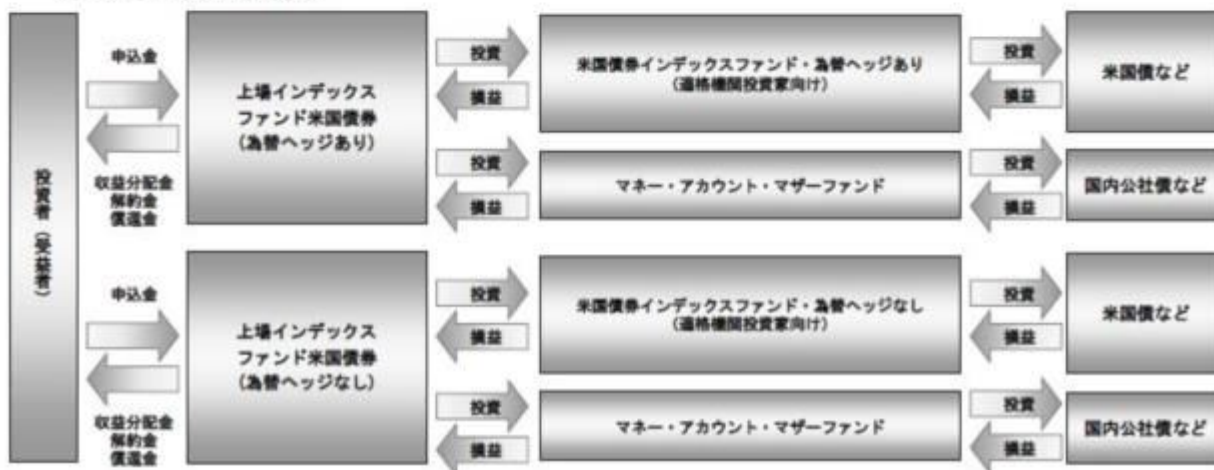 投資者（受益者）
申込金
収益分配金
解約金
償還金
上場インデックス
ファンド米国債券
(為替ヘッジあり)
投資
損益
米国債券インデックスファンド・為替ヘッジあり
(適格機関投資家向け)
投資
損益
米国債など
投資
損益
マネー・アカウント・マザーファンド
投資
損益
国内公社債など
申込金
収益分配金
解約金
償還金
上場インデックス
ファンド米国債券
(為替ヘッジなし)
投資
損益
米国債券インデックスファンド・為替ヘッジなし
(適格機関投資家向け)
投資
損益
米国債など
投資
損益
マネー・アカウント・マザーファンド
投資
損益
国内公社債など